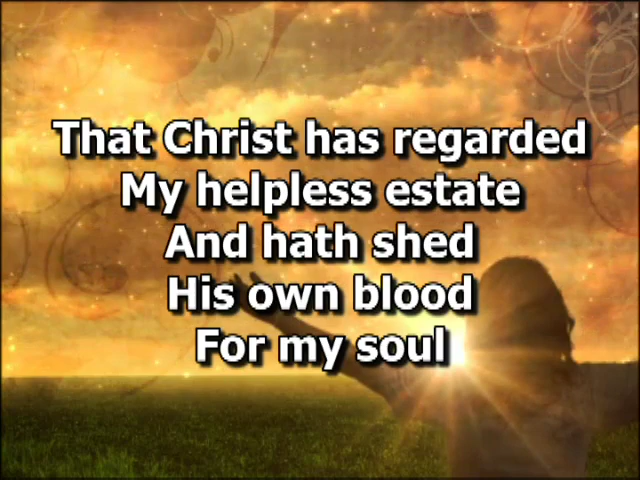 That Christ has regarded
My helpless estate
And hath shed
His own blood
For my soul